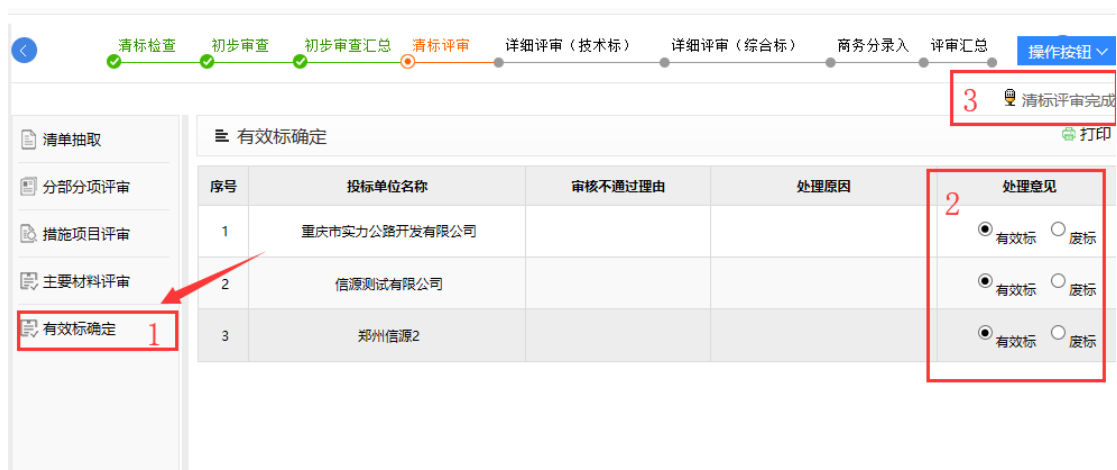 清标检查 初步审查 初步审查汇总 清标评审 详细评审（技术标） 详细评审（综合标） 商务分录入 评审汇总 操作按钮
3 清标评审完成
清单抽取
分部分项评审
措施项目评审
主要材料评审
有效标确定 1
有效标确定 打印
序号 投标单位名称 审核不通过理由 处理原因 处理意见
2
1 重庆市实力公路开发有限公司 有效标 废标
2 信源测试有限公司 有效标 废标
3 郑州信源2 有效标 废标